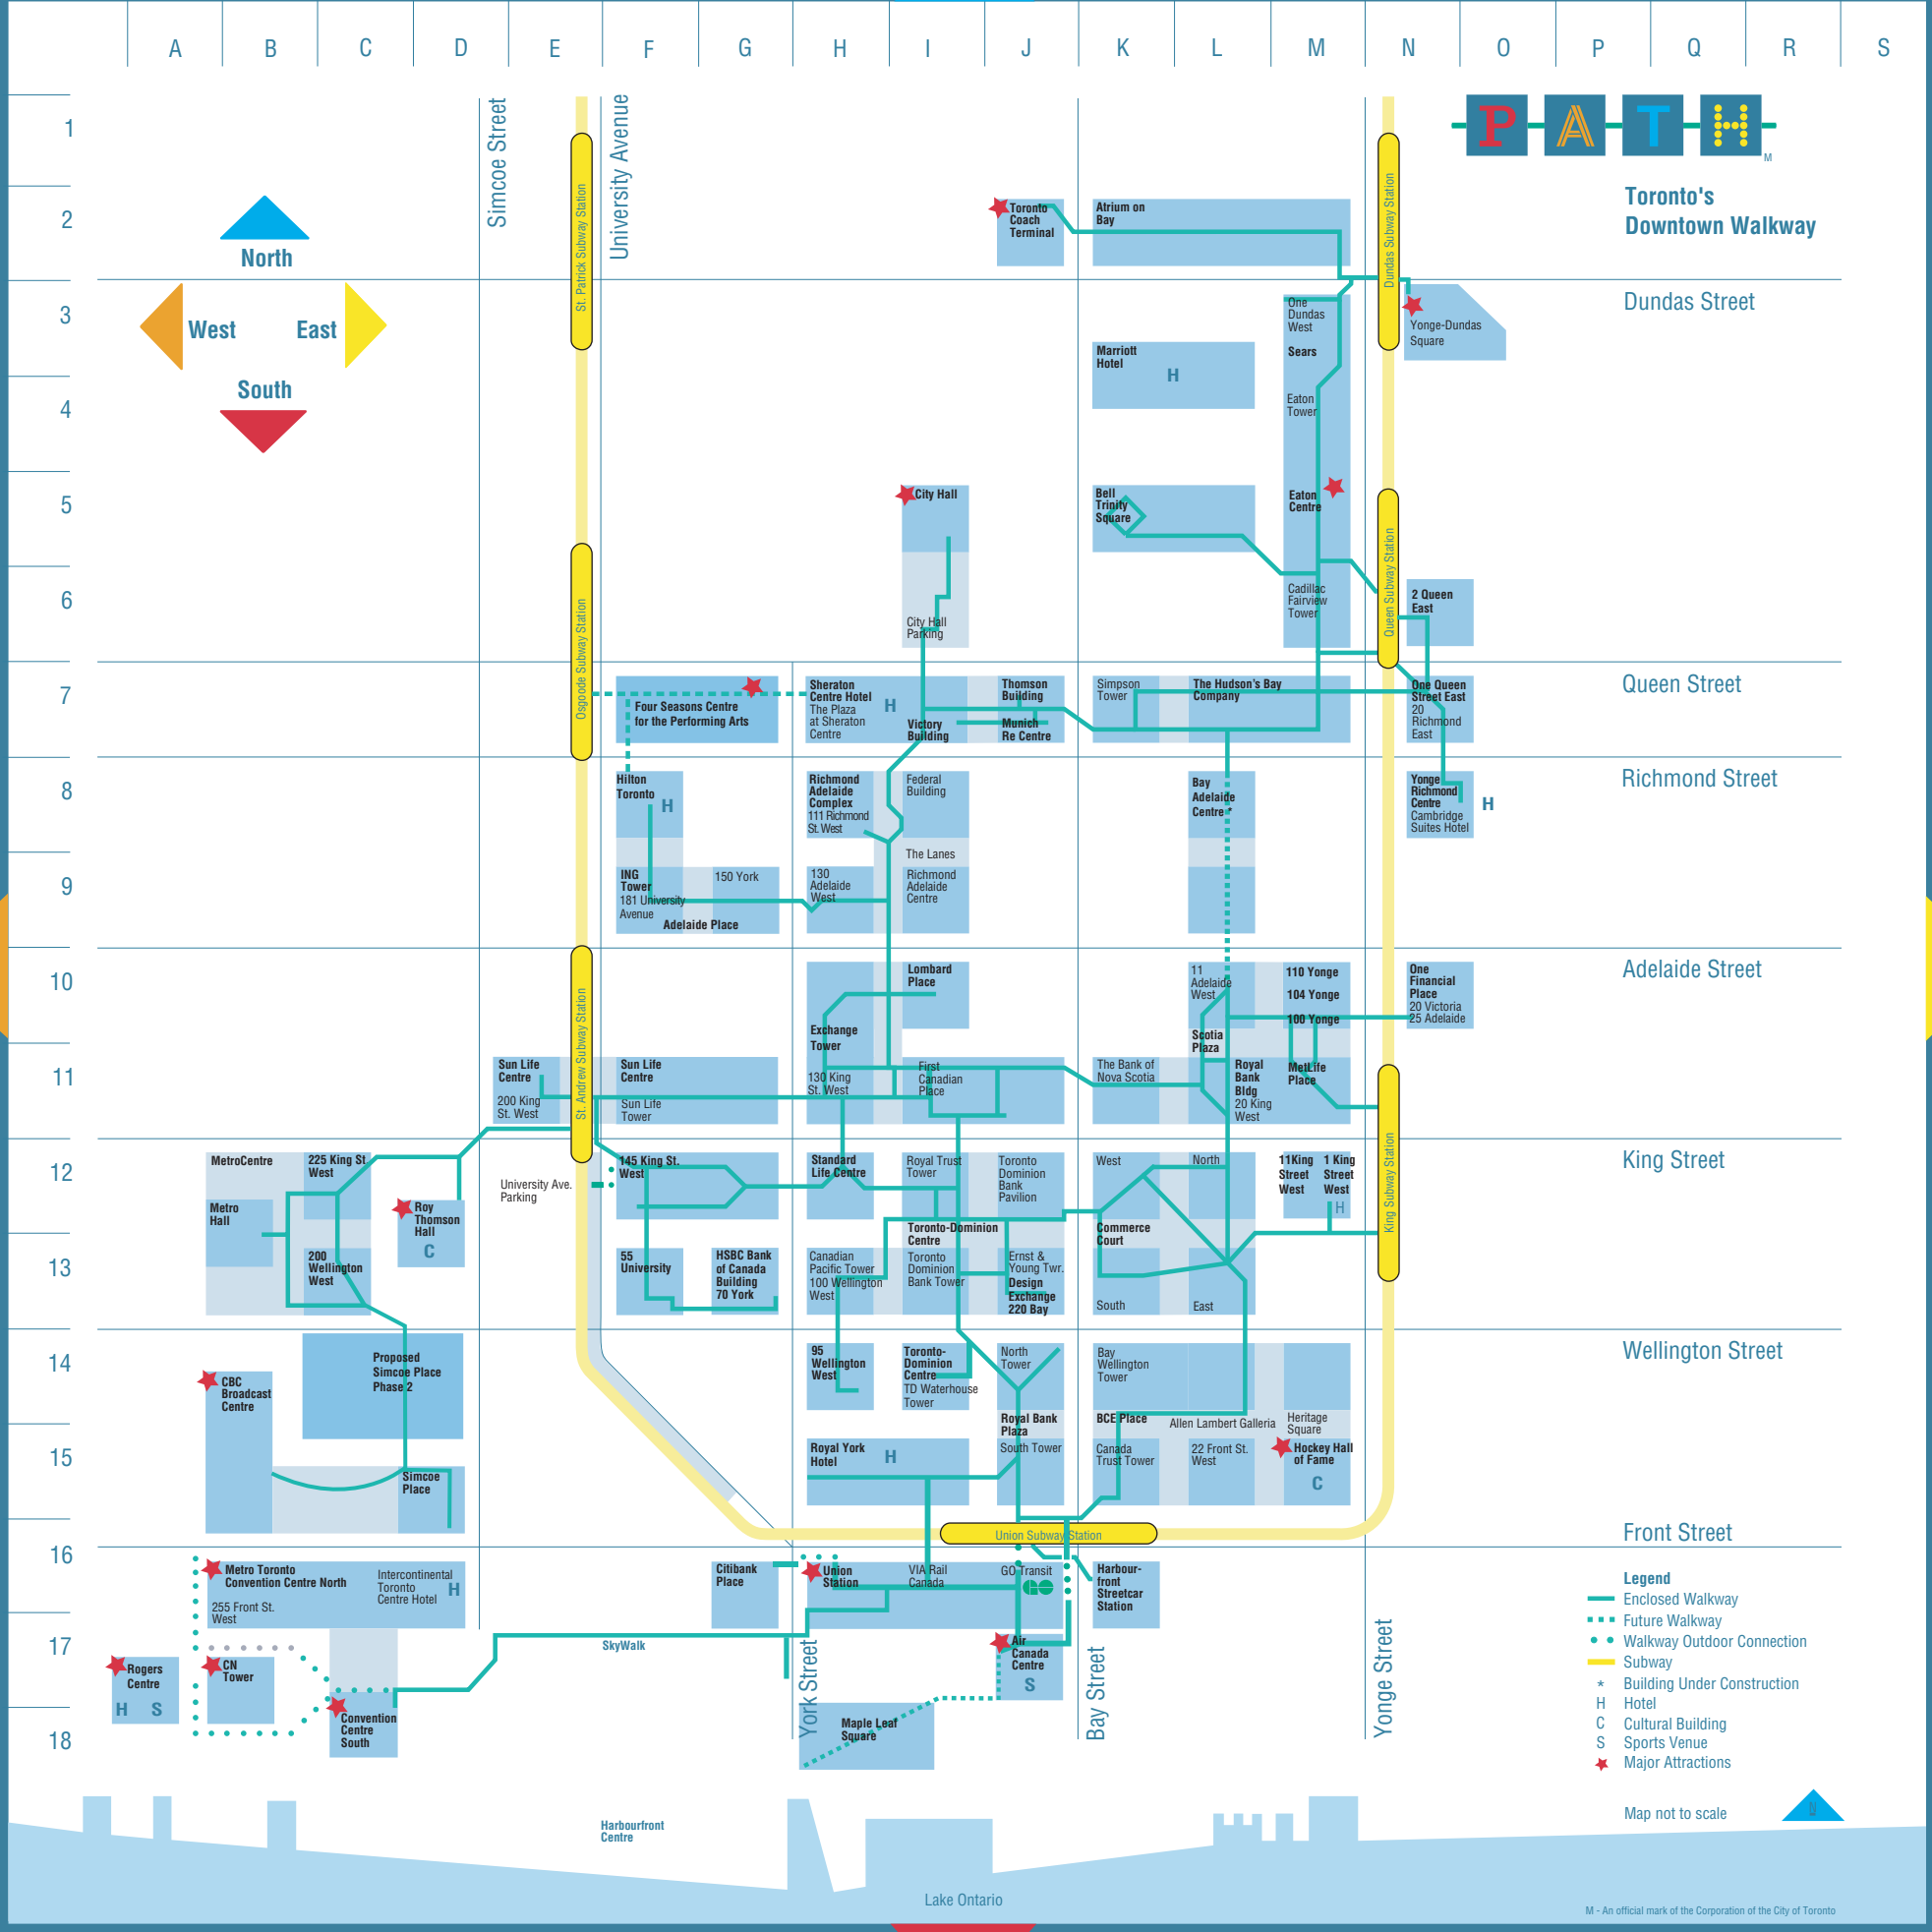 A B C D E F G H I J K L M N O P Q R S
1
2
3
4
5
6
7
8
9
10
11
12
13
14
15
16
17
18
PATH
M
Toronto's
Downtown Walkway
North
West
East
South
Simcoe Street
University Avenue
St. Patrick Subway Station
Dundas Subway Station
Toronto
Coach
Terminal
Atrium on
Bay
Dundas Street
One
Dundas
West
Sears
Yonge-Dundas
Square
Marriott
Hotel
H
Eaton
Tower
City Hall
Bell
Trinity
Square
Eaton
Centre
Osgoode Subway Station
Queen Subway Station
City Hall
Parking
Cadillac
Fairview
Tower
2 Queen
East
Queen Street
Four Seasons Centre
for the Performing Arts
Sheraton
Centre Hotel
The Plaza
at Sheraton
Centre
H
Victory
Building
Thomson
Building
Munich
Re Centre
Simpson
Tower
The Hudson's Bay
Company
One Queen
Street East
20
Richmond
East
Richmond Street
Hilton
Toronto
H
Richmond
Adelaide
Complex
111 Richmond
St. West
Federal
Building
Bay
Adelaide
Centre *
Yonge
Richmond
Centre
Cambridge
Suites Hotel
H
The Lanes
ING
Tower
181 University
Avenue
150 York
Adelaide Place
130
Adelaide
West
Richmond
Adelaide
Centre
Adelaide Street
St. Andrew Subway Station
Lombard
Place
Exchange
Tower
11
Adelaide
West
110 Yonge
104 Yonge
100 Yonge
One
Financial
Place
20 Victoria
25 Adelaide
Scotia
Plaza
Sun Life
Centre
200 King
St. West
Sun Life
Centre
Sun Life
Tower
130 King
St. West
First
Canadian
Place
The Bank of
Nova Scotia
Royal
Bank
Bldg
20 King
West
MetLife
Place
King Subway Station
King Street
MetroCentre
225 King St.
West
Metro
Hall
Roy
Thomson
Hall
C
200
Wellington
West
University Ave.
Parking
145 King St.
West
Standard
Life Centre
Royal Trust
Tower
Toronto
Dominion
Bank
Pavilion
West
North
11King
Street
West
1 King
Street
West
H
Toronto-Dominion
Centre
Commerce
Court
55
University
HSBC Bank
of Canada
Building
70 York
Canadian
Pacific Tower
100 Wellington
West
Toronto
Dominion
Bank Tower
Ernst &
Young Twr.
Design
Exchange
220 Bay
South
East
Wellington Street
Proposed
Simcoe Place
Phase 2
CBC
Broadcast
Centre
95
Wellington
West
Toronto-
Dominion
Centre
TD Waterhouse
Tower
North
Tower
Bay
Wellington
Tower
Royal Bank
Plaza
South Tower
BCE Place
Allen Lambert Galleria
Heritage
Square
Canada
Trust Tower
22 Front St.
West
Hockey Hall
of Fame
C
Royal York
Hotel
H
Simcoe
Place
Union Subway Station
Front Street
Metro Toronto
Convention Centre North
255 Front St.
West
Intercontinental
Toronto
Centre Hotel
H
Citibank
Place
Union
Station
VIA Rail
Canada
GO Transit
GO
Harbour-
front
Streetcar
Station
SkyWalk
Rogers
Centre
H S
CN
Tower
Convention
Centre
South
Air
Canada
Centre
S
Maple Leaf
Square
York Street
Bay Street
Yonge Street
Legend
Enclosed Walkway
Future Walkway
Walkway Outdoor Connection
Subway
* Building Under Construction
H Hotel
C Cultural Building
S Sports Venue
Major Attractions
Map not to scale
Harbourfront
Centre
Lake Ontario
M - An official mark of the Corporation of the City of Toronto